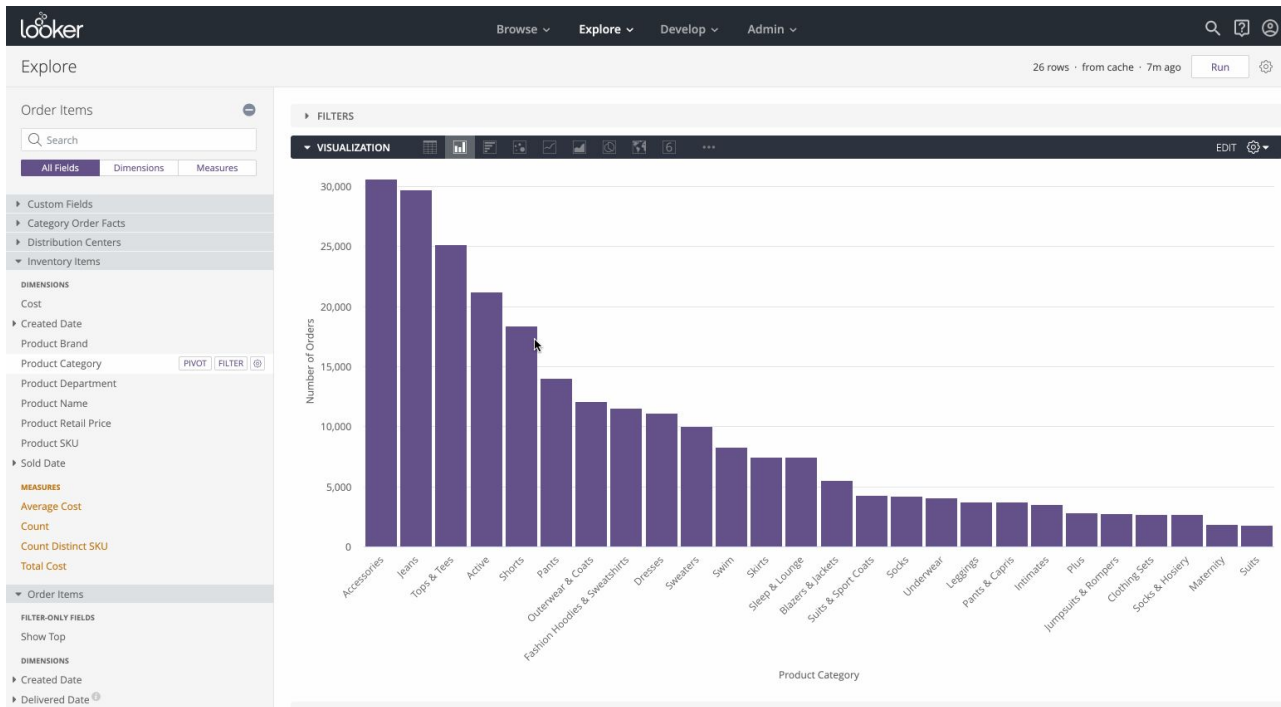 looker
Browse Explore Develop Admin
Explore
26 rows · from cache · 7m ago Run
Order Items
Search
All Fields Dimensions Measures
Custom Fields
Category Order Facts
Distribution Centers
Inventory Items
DIMENSIONS
Cost
Created Date
Product Brand
Product Category PIVOT FILTER
Product Department
Product Name
Product Retail Price
Product SKU
Sold Date
MEASURES
Average Cost
Count
Count Distinct SKU
Total Cost
Order Items
FILTER-ONLY FIELDS
Show Top
DIMENSIONS
Created Date
Delivered Date
FILTERS
VISUALIZATION 6 ... EDIT
Number of Orders
30,000
25,000
20,000
15,000
10,000
5,000
0
Accessories
Jeans
Tops & Tees
Active
Shorts
Pants
Outerwear & Coats
Fashion Hoodies & Sweatshirts
Dresses
Sweaters
Swim
Skirts
Sleep & Lounge
Blazers & Jackets
Suits & Sport Coats
Socks
Underwear
Leggings
Pants & Capris
Intimates
Plus
Jumpsuits & Rompers
Clothing Sets
Socks & Hosiery
Maternity
Suits
Product Category